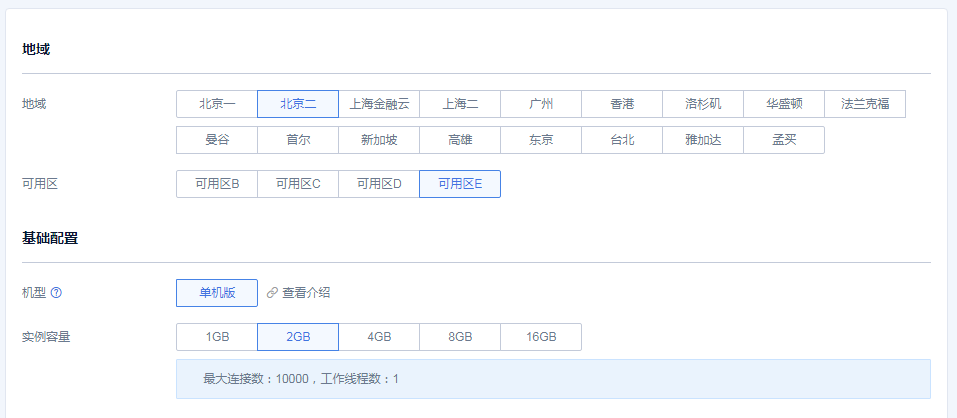 地域
地域 北京一 北京二 上海金融云 上海二 广州 香港 洛杉矶 华盛顿 法兰克福
曼谷 首尔 新加坡 高雄 东京 台北 雅加达 孟买
可用区 可用区B 可用区C 可用区D 可用区E
基础配置
机型 单机版 查看介绍
实例容量 1GB 2GB 4GB 8GB 16GB
最大连接数：10000，工作线程数：1